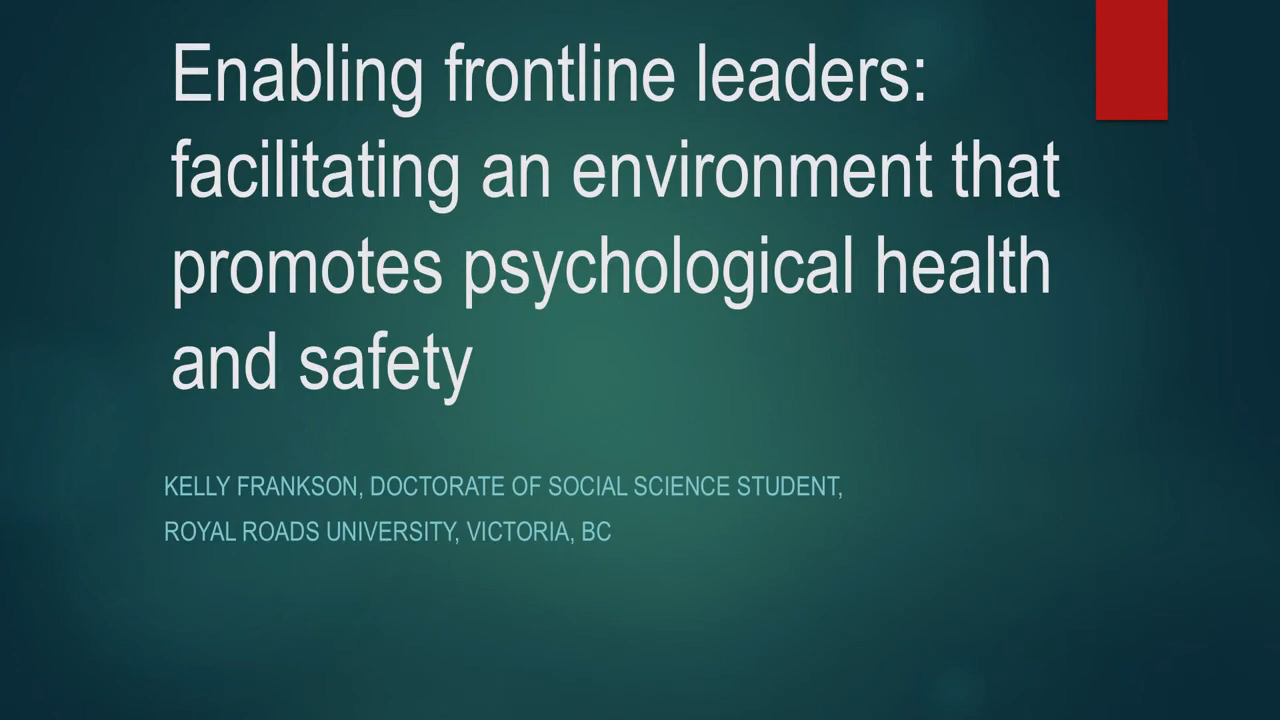 Enabling frontline leaders:
facilitating an environment that
promotes psychological health
and safety
KELLY FRANKSON, DOCTORATE OF SOCIAL SCIENCE STUDENT,
ROYAL ROADS UNIVERSITY, VICTORIA, BC